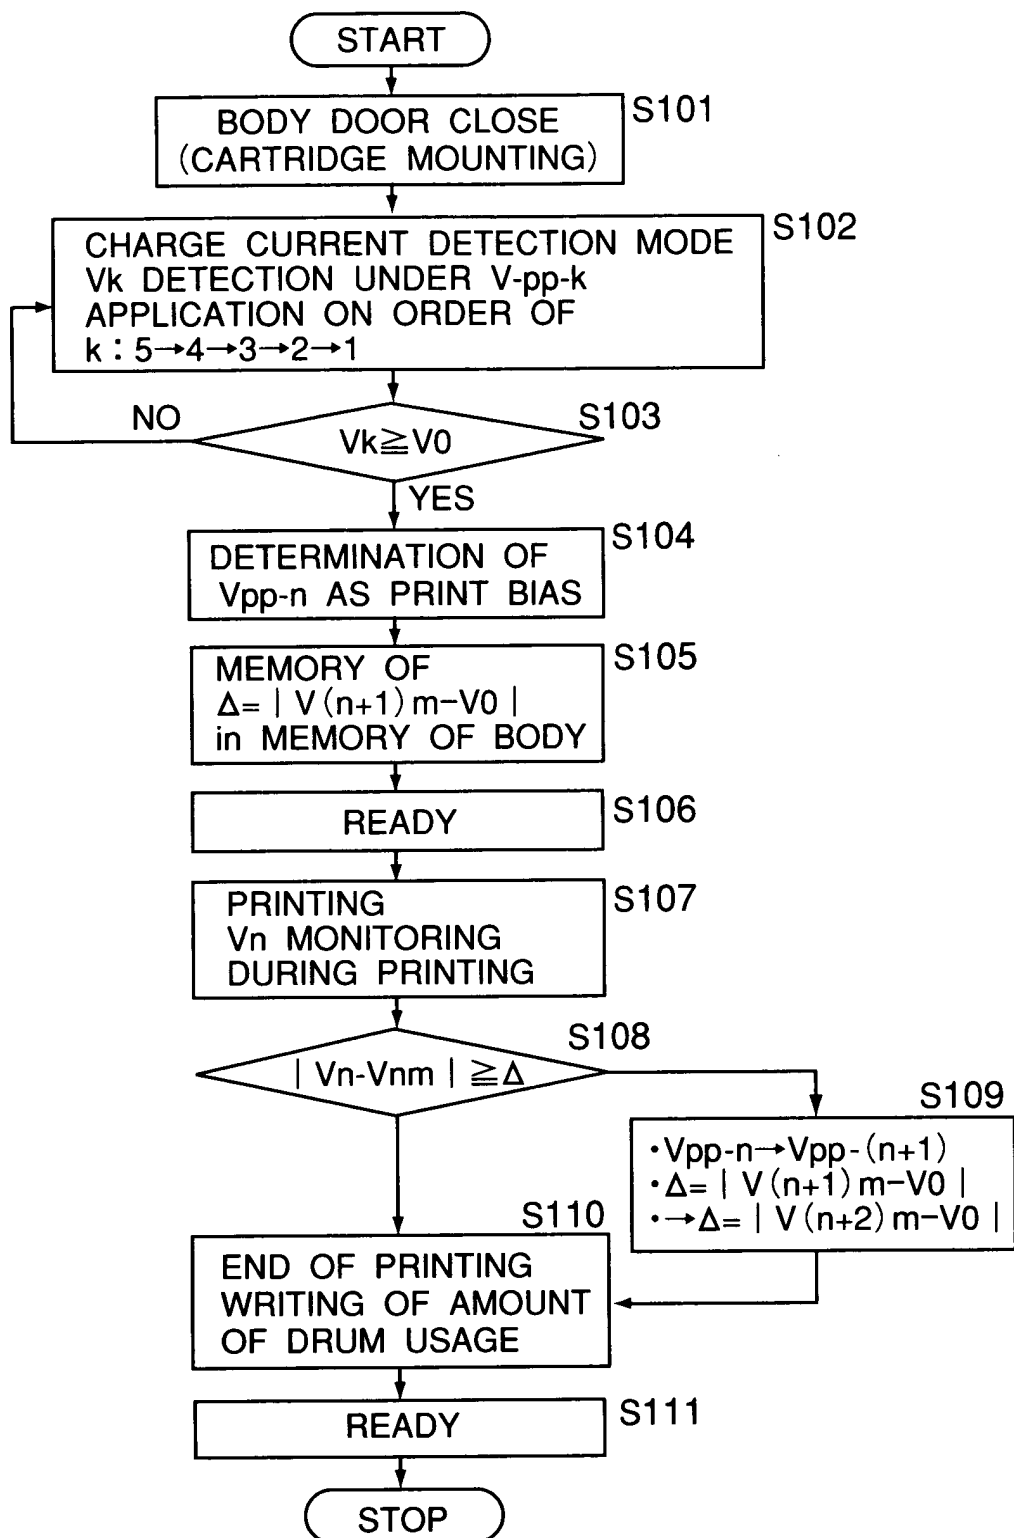 START
S101
BODY DOOR CLOSE
(CARTRIDGE MOUNTING)
S102
CHARGE CURRENT DETECTION MODE
Vk DETECTION UNDER V-pp-k
APPLICATION ON ORDER OF
k : 5→4→3→2→1
NO
S103
Vk≧V0
YES
S104
DETERMINATION OF
Vpp-n AS PRINT BIAS
S105
MEMORY OF
Δ= | V(n+1)m-V0 |
in MEMORY OF BODY
S106
READY
S107
PRINTING
Vn MONITORING
DURING PRINTING
S108
| Vn-Vnm | ≧Δ
S109
·Vpp-n→Vpp-(n+1)
·Δ= | V(n+1)m-V0 |
·→Δ= | V(n+2)m-V0 |
S110
END OF PRINTING
WRITING OF AMOUNT
OF DRUM USAGE
S111
READY
STOP